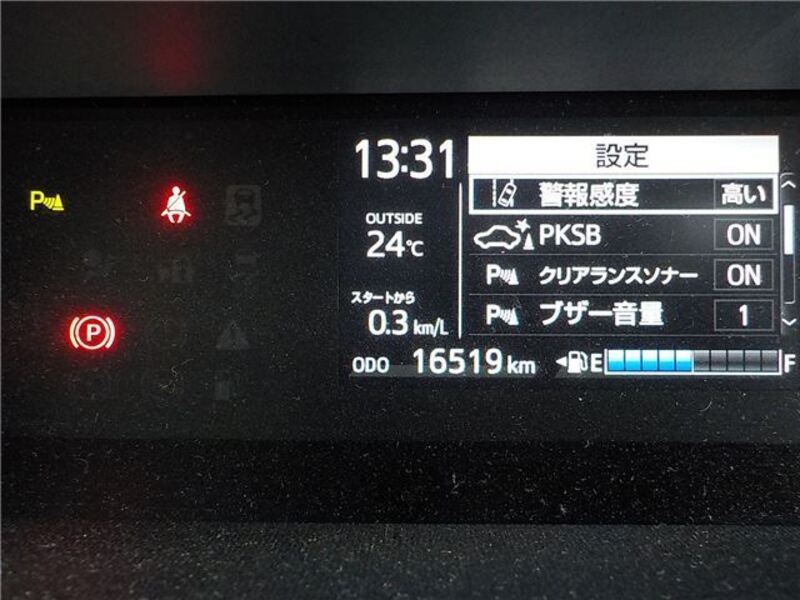 13:31
OUTSIDE
24℃
スタートから
0.3 km/L
ODO 16519 km
設定
警報感度 高い
PKSB ON
P クリアランスソナー ON
P ブザー音量 1
E F
P
P